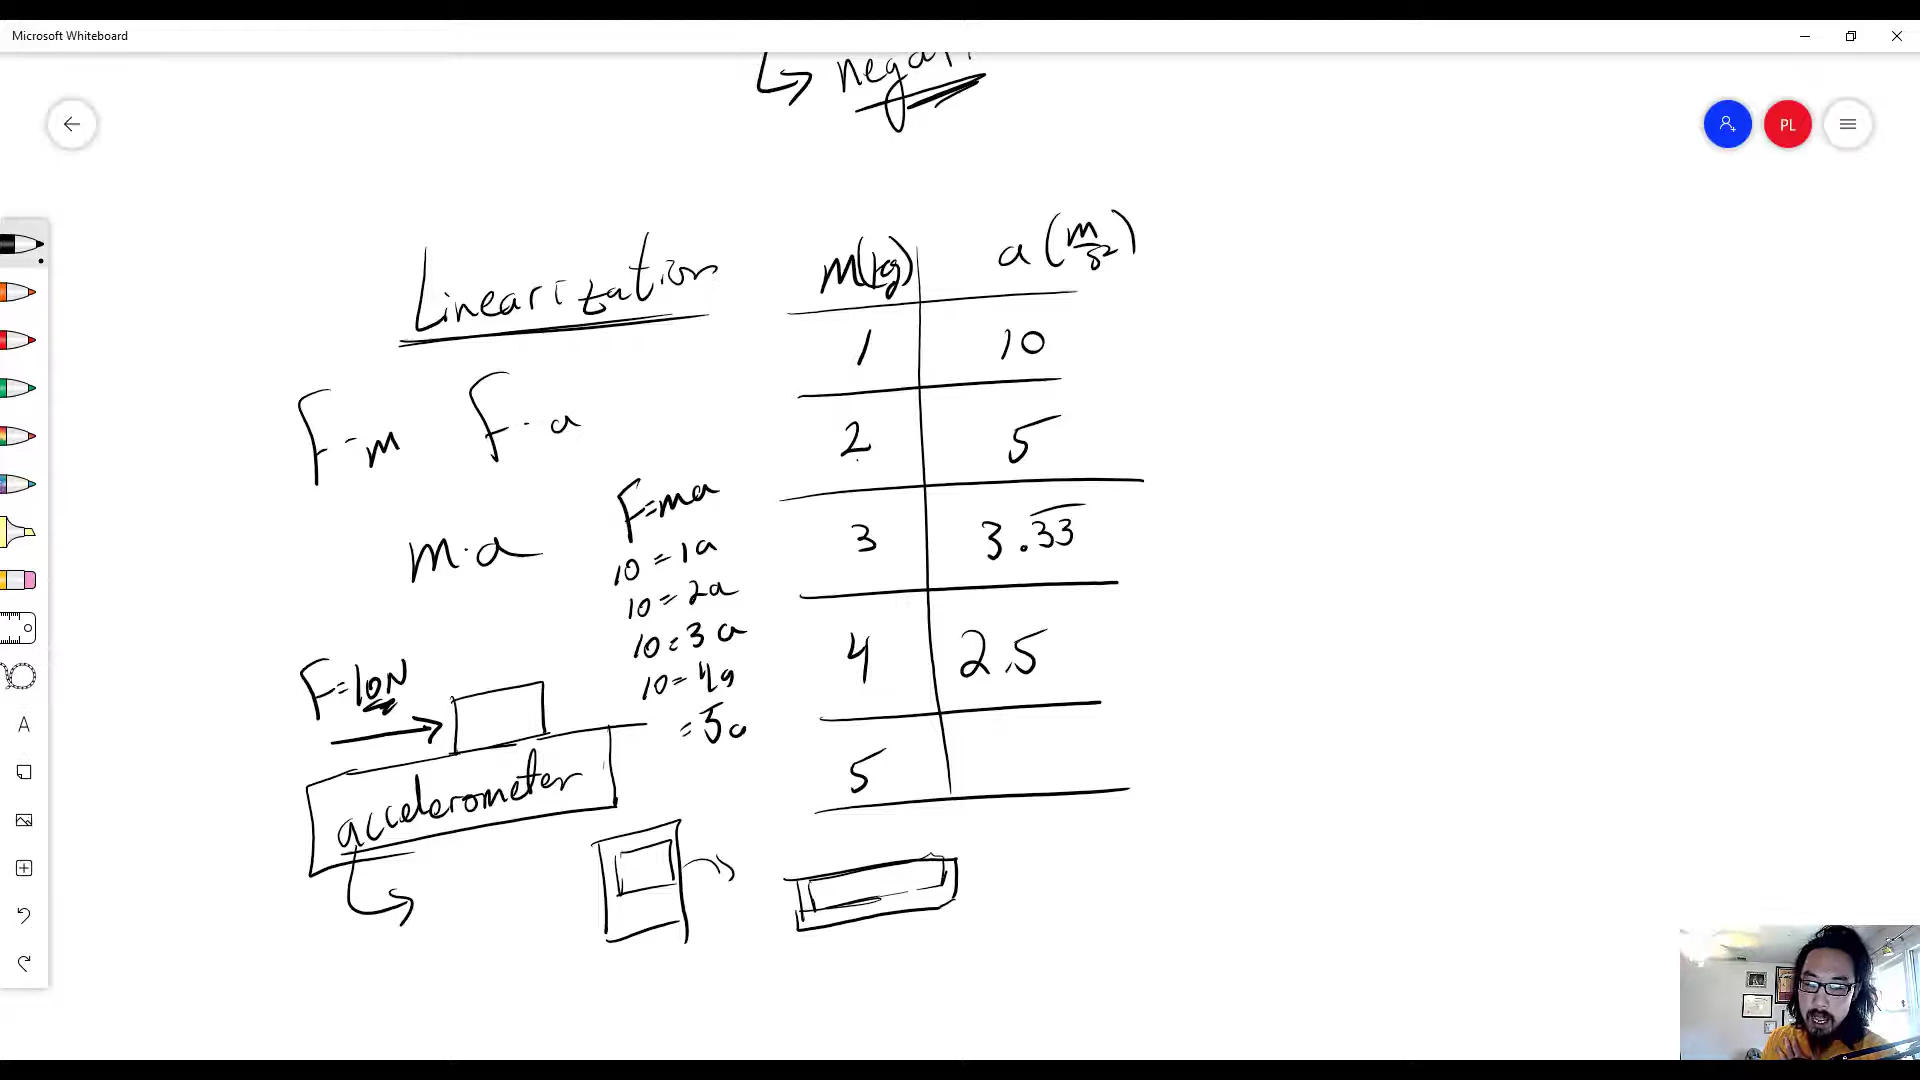 Microsoft Whiteboard
PL
Linearization
m(kg) a (m/s²)
1 10
2 5
3 3.33
4 2.5
5
F-m F-a
m·a
F=ma
10=1a
10=2a
10=3a
10=4a
=5a
F=10N
accelerometer
A